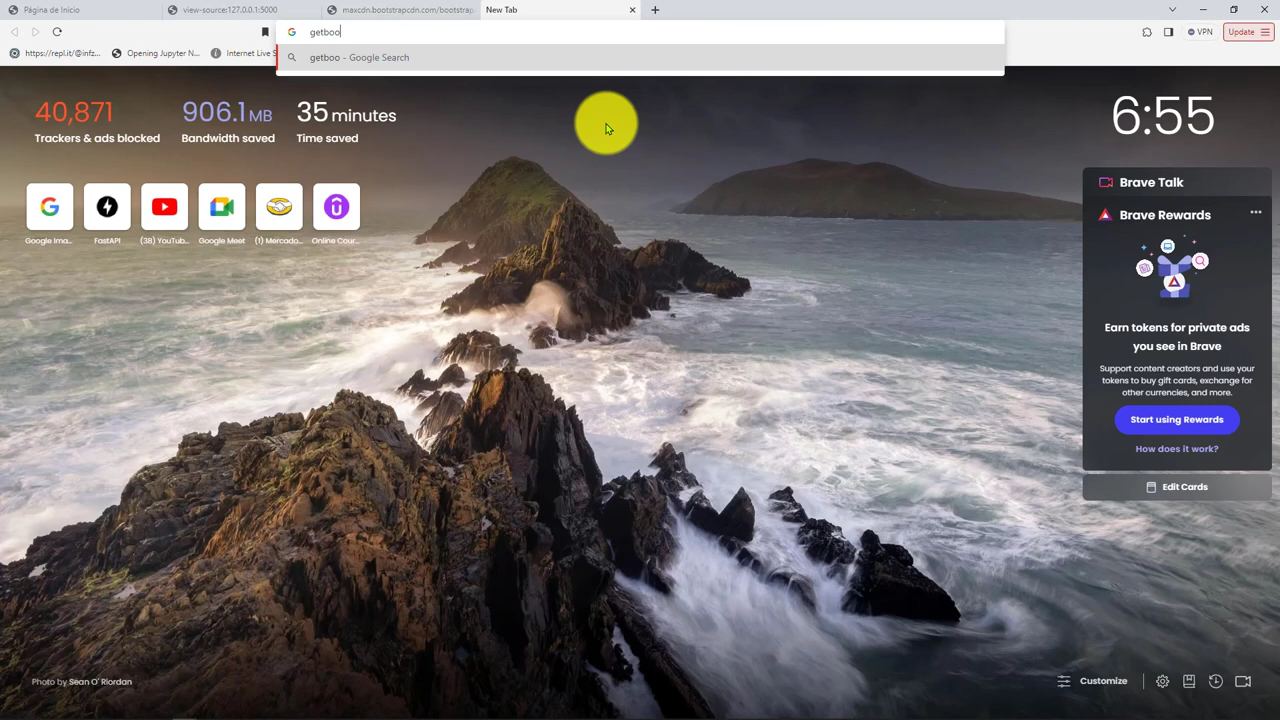 Página de Inicio
view-source:127.0.0.1:5000
maxcdn.bootstrapcdn.com/bootstrap
New Tab
getboo
VPN
Update
https://repl.it/@infz...
Opening Jupyter N...
Internet Live S
getboo - Google Search
40,871
906.1 MB
35 minutes
Trackers & ads blocked
Bandwidth saved
Time saved
6:55
Brave Talk
Brave Rewards
Google Ima...
FastAPI
(38) YouTub...
Google Meet
(1) Mercado...
Online Cour...
Earn tokens for private ads
you see in Brave
Support content creators and use your
tokens to buy gift cards, exchange for
other currencies, and more.
Start using Rewards
How does it work?
Edit Cards
Photo by Sean O' Riordan
Customize